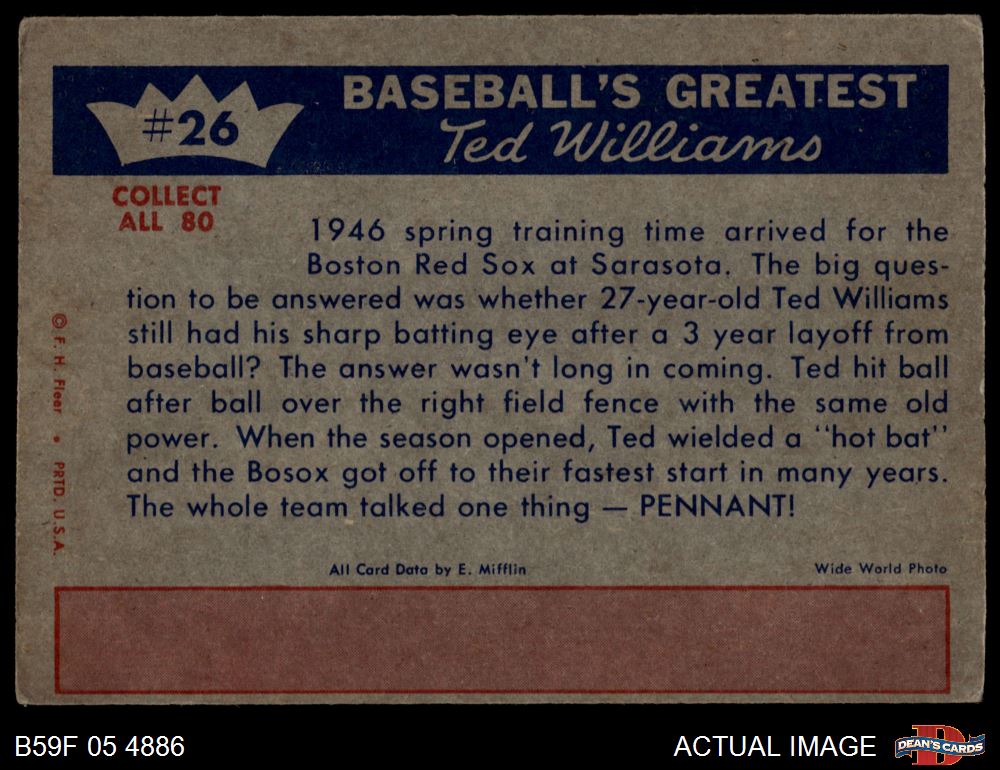 #26
BASEBALL'S GREATEST
Ted Williams
COLLECT
ALL 80
1946 spring training time arrived for the
Boston Red Sox at Sarasota. The big ques-
tion to be answered was whether 27-year-old Ted Williams
still had his sharp batting eye after a 3 year layoff from
baseball? The answer wasn't long in coming. Ted hit ball
after ball over the right field fence with the same old
power. When the season opened, Ted wielded a "hot bat"
and the Bosox got off to their fastest start in many years.
The whole team talked one thing — PENNANT!
© F. H. Fleer • PRTD. U.S.A.
All Card Data by E. Mifflin
Wide World Photo
B59F 05 4886
ACTUAL IMAGE
D
DEAN'S CARDS